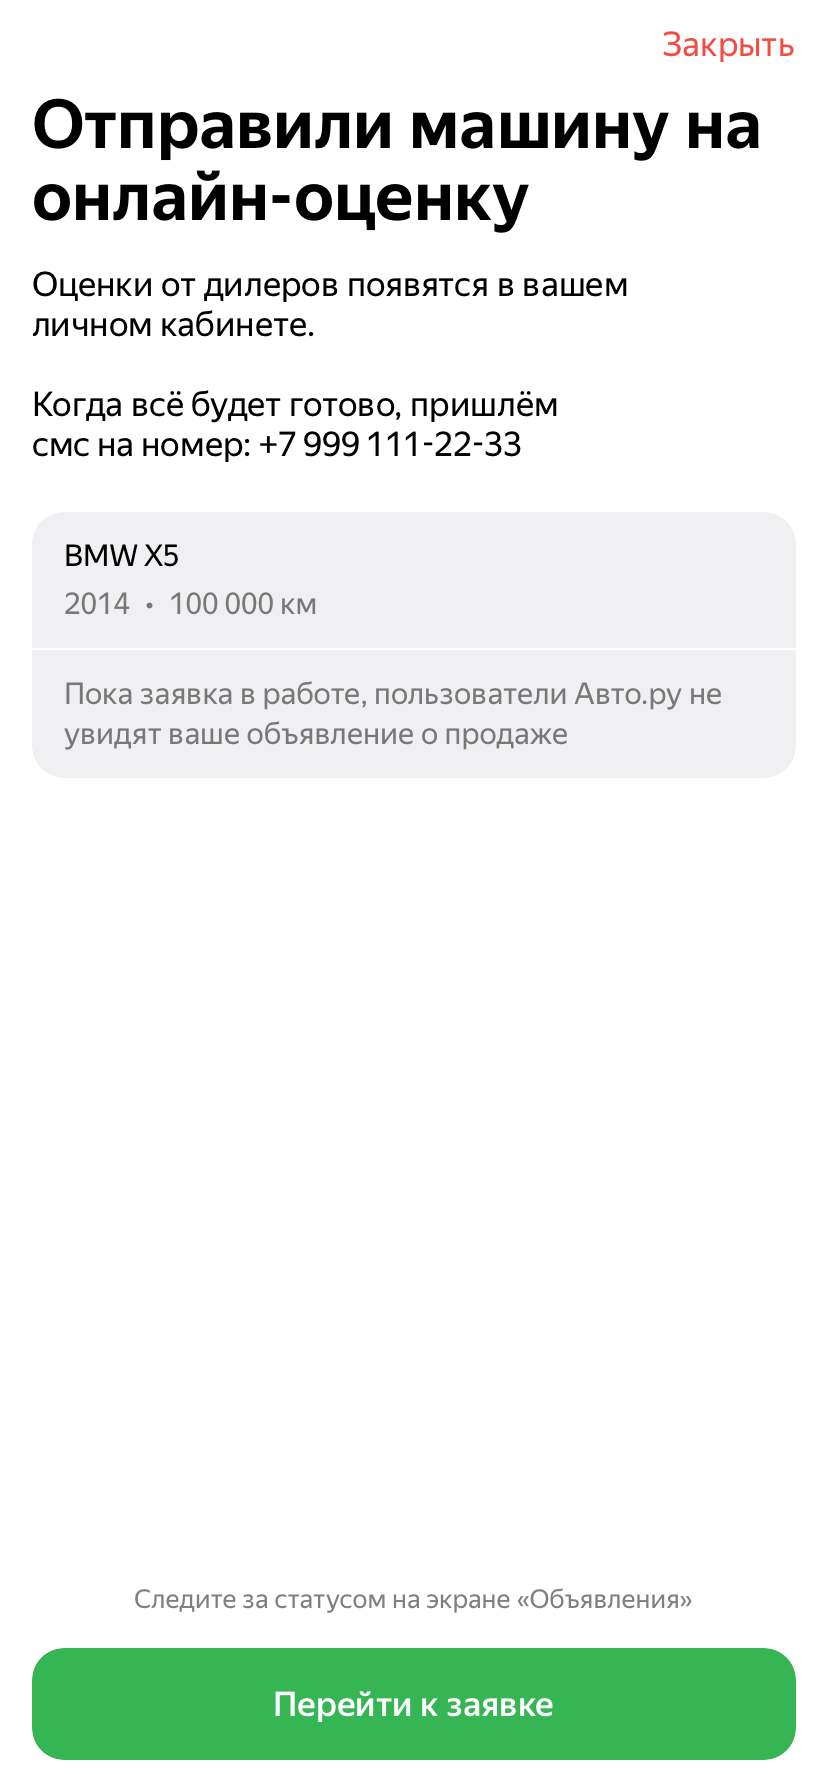 Закрыть
Отправили машину на
онлайн-оценку
Оценки от дилеров появятся в вашем
личном кабинете.
Когда всё будет готово, пришлём
смс на номер: +7 999 111-22-33
BMW X5
2014 • 100 000 км
Пока заявка в работе, пользователи Авто.ру не
увидят ваше объявление о продаже
Следите за статусом на экране «Объявления»
Перейти к заявке